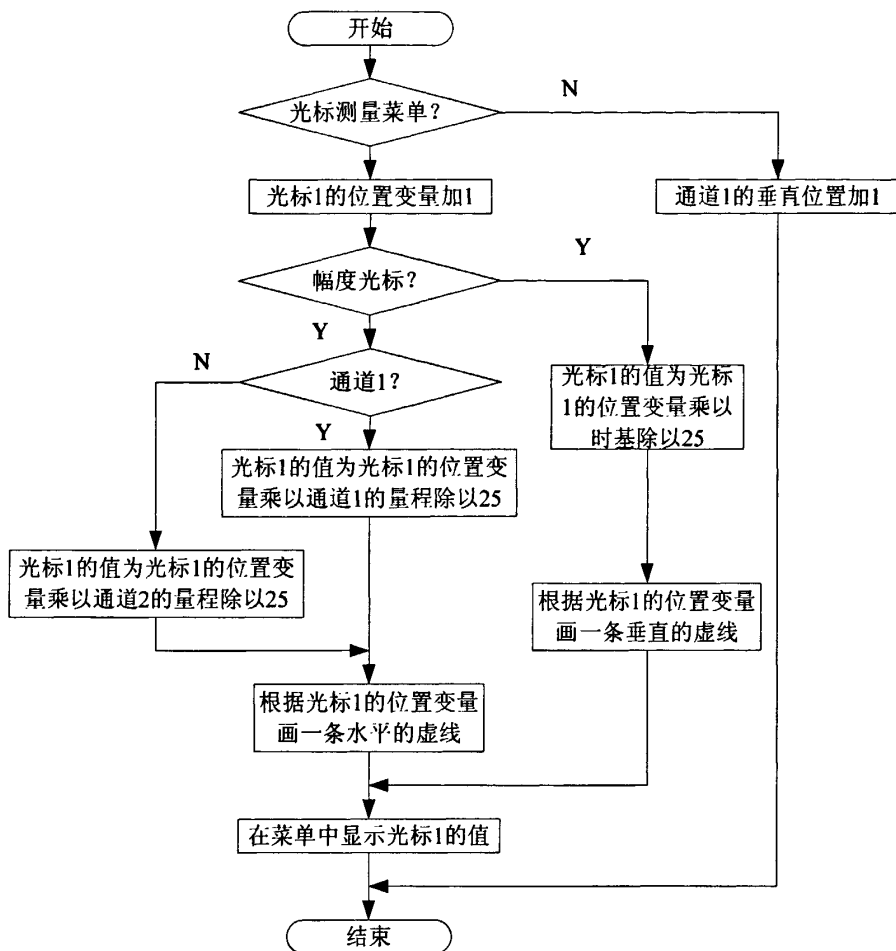 开始
光标测量菜单？
N
光标1的位置变量加1
通道1的垂直位置加1
幅度光标？
Y
Y
通道1？
N
Y
光标1的值为光标
1的位置变量乘以
时基除以25
光标1的值为光标1的位置变
量乘以通道1的量程除以25
光标1的值为光标1的位置变
量乘以通道2的量程除以25
根据光标1的位置变量
画一条垂直的虚线
根据光标1的位置变量
画一条水平的虚线
在菜单中显示光标1的值
结束